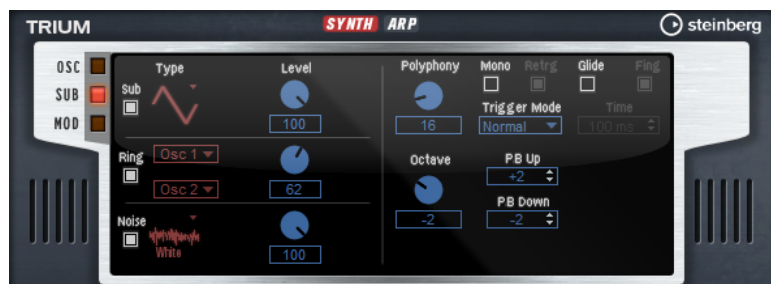 TRIUM
SYNTH ARP
steinberg
OSC
SUB
MOD
Type
Level
Sub
100
Ring
Osc 1
Osc 2
62
Noise
White
100
Polyphony
16
Mono
Retrg
Glide
Fing
Trigger Mode
Normal
Time
100 ms
Octave
-2
P.B Up
+2
P.B Down
-2